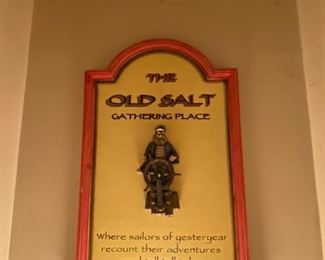 THE
OLD SALT
GATHERING PLACE
Where sailors of yesteryear
recount their adventures